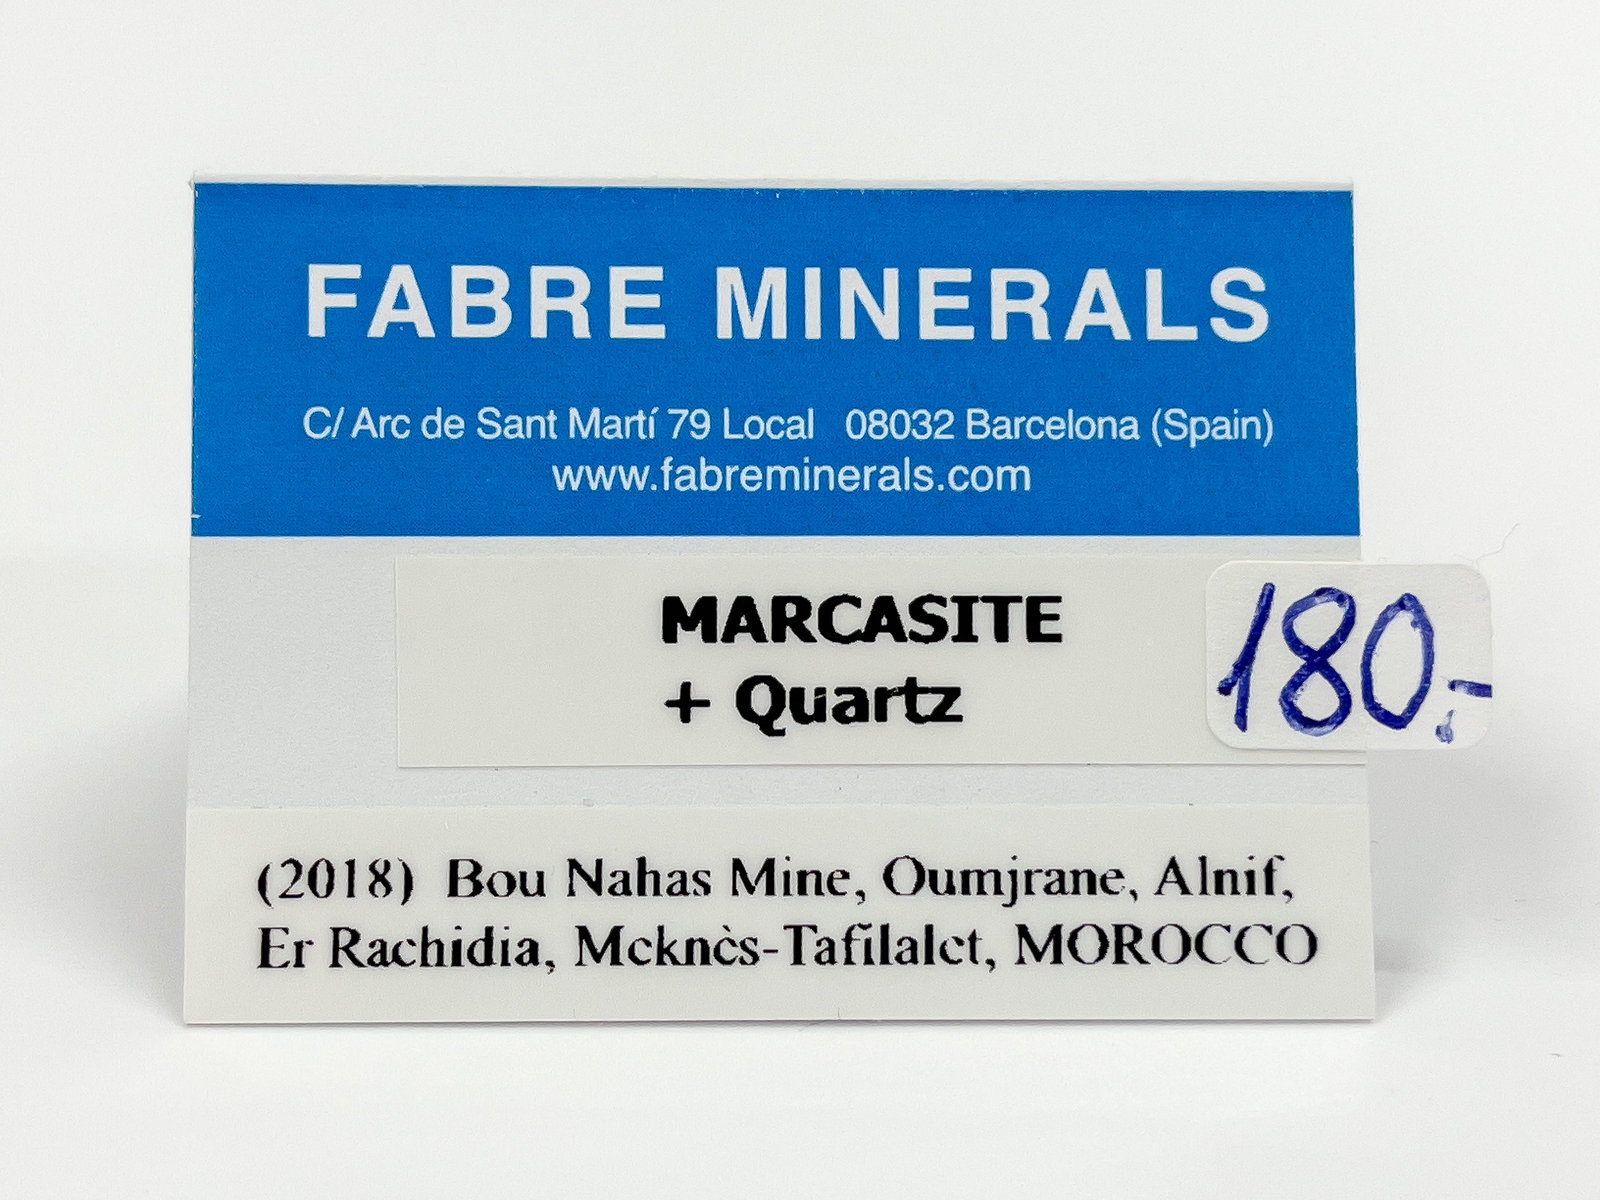 FABRE MINERALS
C/ Arc de Sant Martí 79 Local 08032 Barcelona (Spain)
www.fabreminerals.com
MARCASITE
+ Quartz
180.-
(2018) Bou Nahas Mine, Oumjrane, Alnif,
Er Rachidia, Meknès-Tafilalet, MOROCCO